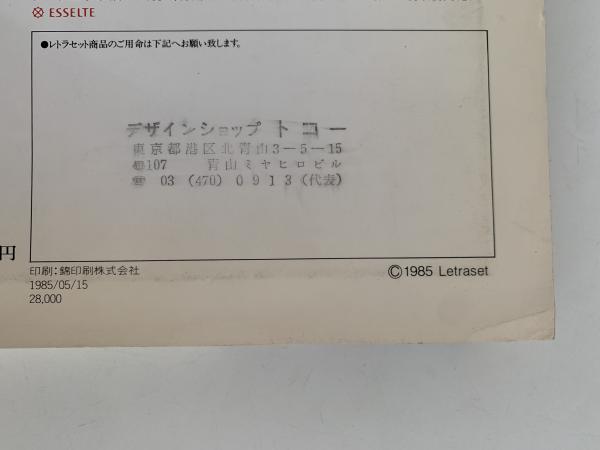 ESSELTE
●レトラセット商品のご用命は下記へお願い致します。
デザインショップ トコー
東京都港区北青山3-5-15
〠107 青山ミヤヒロビル
☎ 03 (470) 0913(代表)
円
印刷:錦印刷株式会社
1985/05/15
28,000
©1985 Letraset